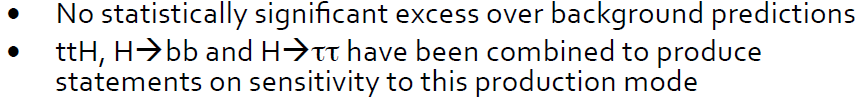 • No statistically significant excess over background predictions
• ttH, H→bb and H→ττ have been combined to produce
statements on sensitivity to this production mode